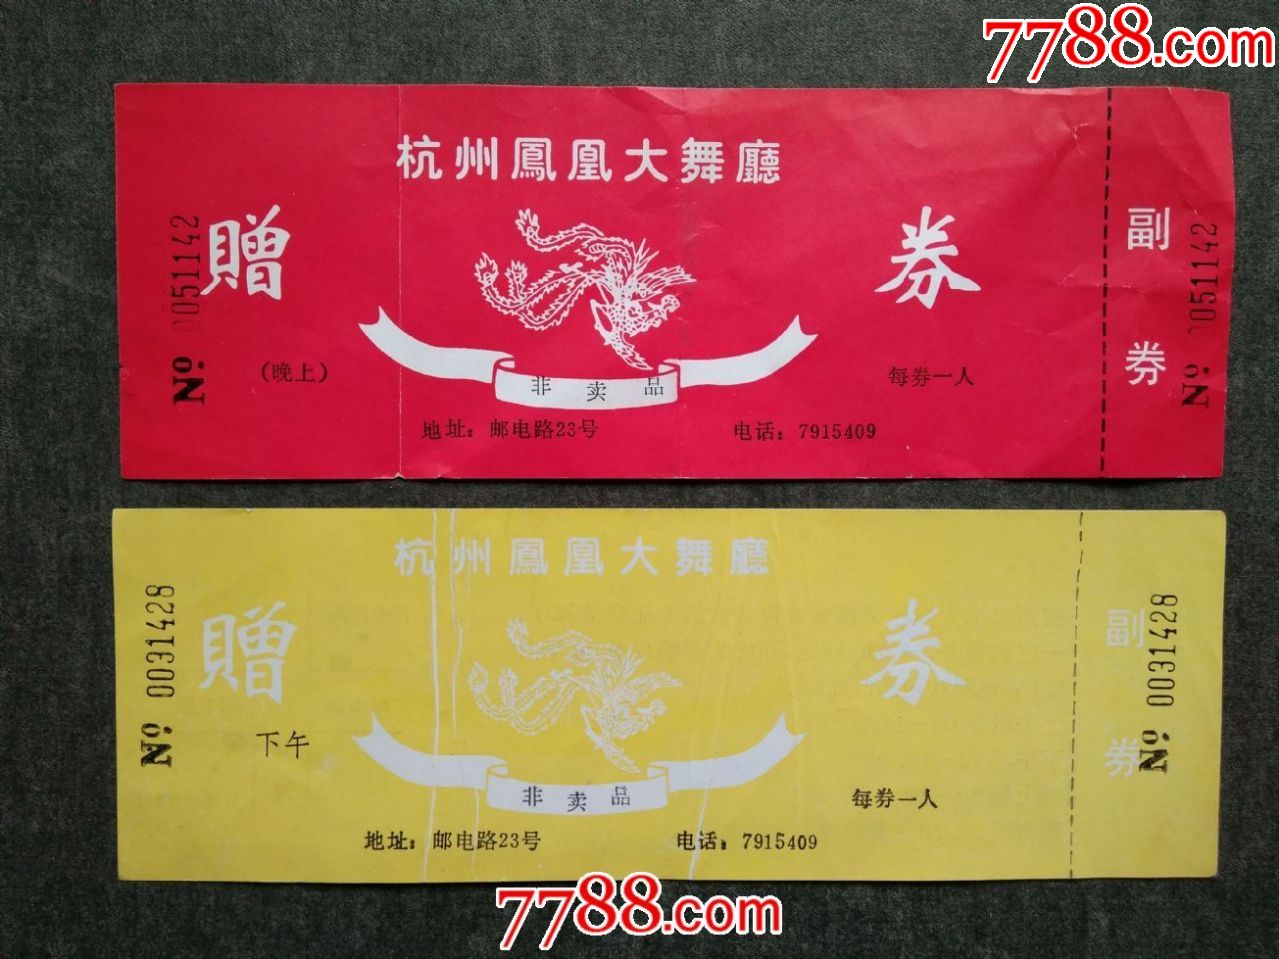 7788.com
杭州鳳凰大舞廳
贈 券
副券
№ 0051142
№ 0051142
(晚上)
每券一人
非卖品
地址：邮电路23号 电话：7915409
杭州鳳凰大舞廳
贈 券
副券
№ 0031428
№ 0031428
下午
每券一人
非卖品
地址：邮电路23号 电话：7915409
7788.com